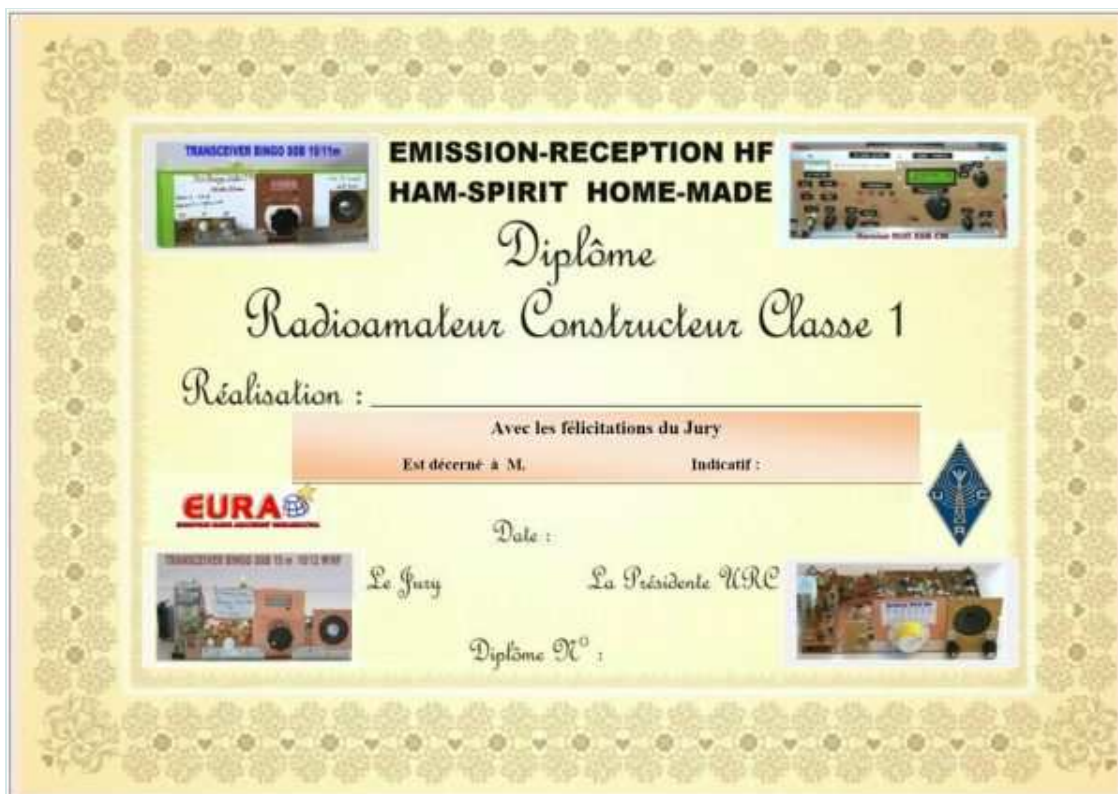 TRANSCEIVER BINGO SSB 10/11m
EMISSION-RECEPTION HF
HAM-SPIRIT HOME-MADE
Diplôme
Radioamateur Constructeur Classe 1
Réalisation :
Avec les félicitations du Jury
Est décerné à M. Indicatif :
EURAO
U R C
Date :
TRANSCEIVER BINGO SSB
Le Jury La Présidente URC
Diplôme N° :